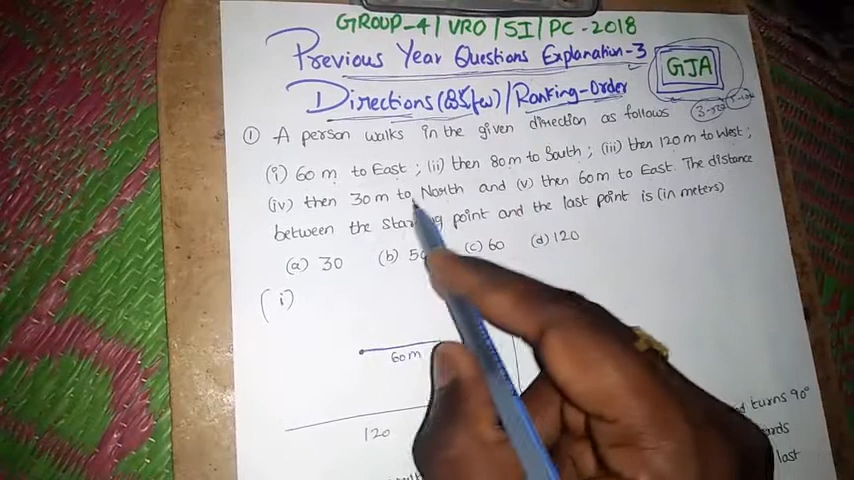 GROUP-4/VRO/SI/PC-2018
Previous Year Questions Explanation-3
GJA
Directions /Ranking-Order
① A person walks in the given direction as follows
(i) 60 m to East ; (ii) then 80 m to South ; (iii) then 120 m to West ;
(iv) then 30 m to North and (v) then 60 m to East. The distance
between the point and the last point is (in meters)
(a) 30 (b) (c) 60 (d) 120
(i)
60m
120
turns 90°
last